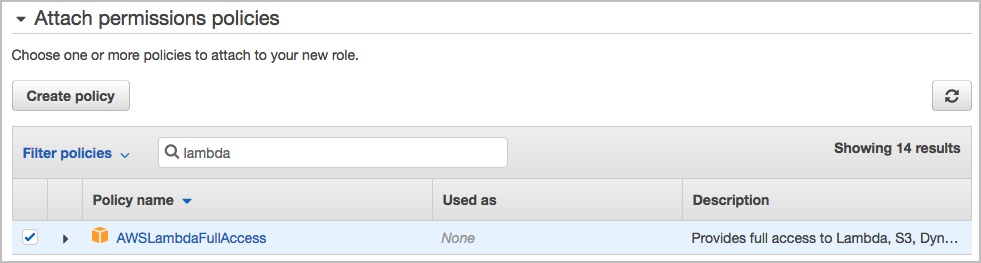 Attach permissions policies
Choose one or more policies to attach to your new role.
Create policy
Filter policies
lambda
Showing 14 results
Policy name
Used as
Description
AWSLambdaFullAccess
None
Provides full access to Lambda, S3, Dyn…